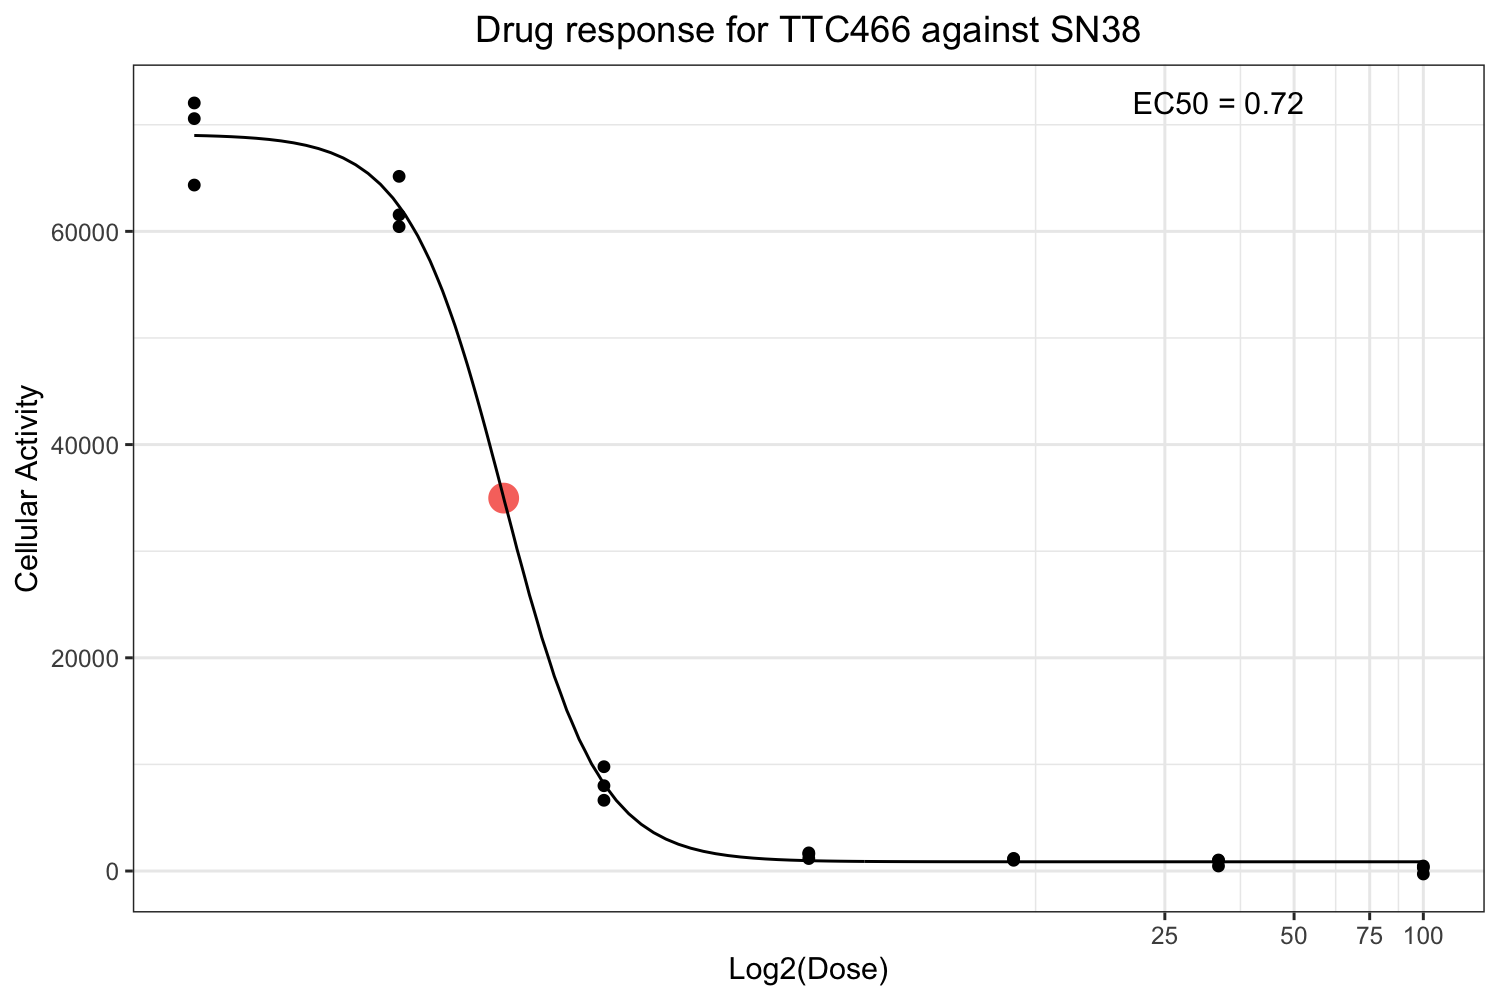 Drug response for TTC466 against SN38
EC50 = 0.72
Cellular Activity
60000
40000
20000
0
25 50 75 100
Log2(Dose)